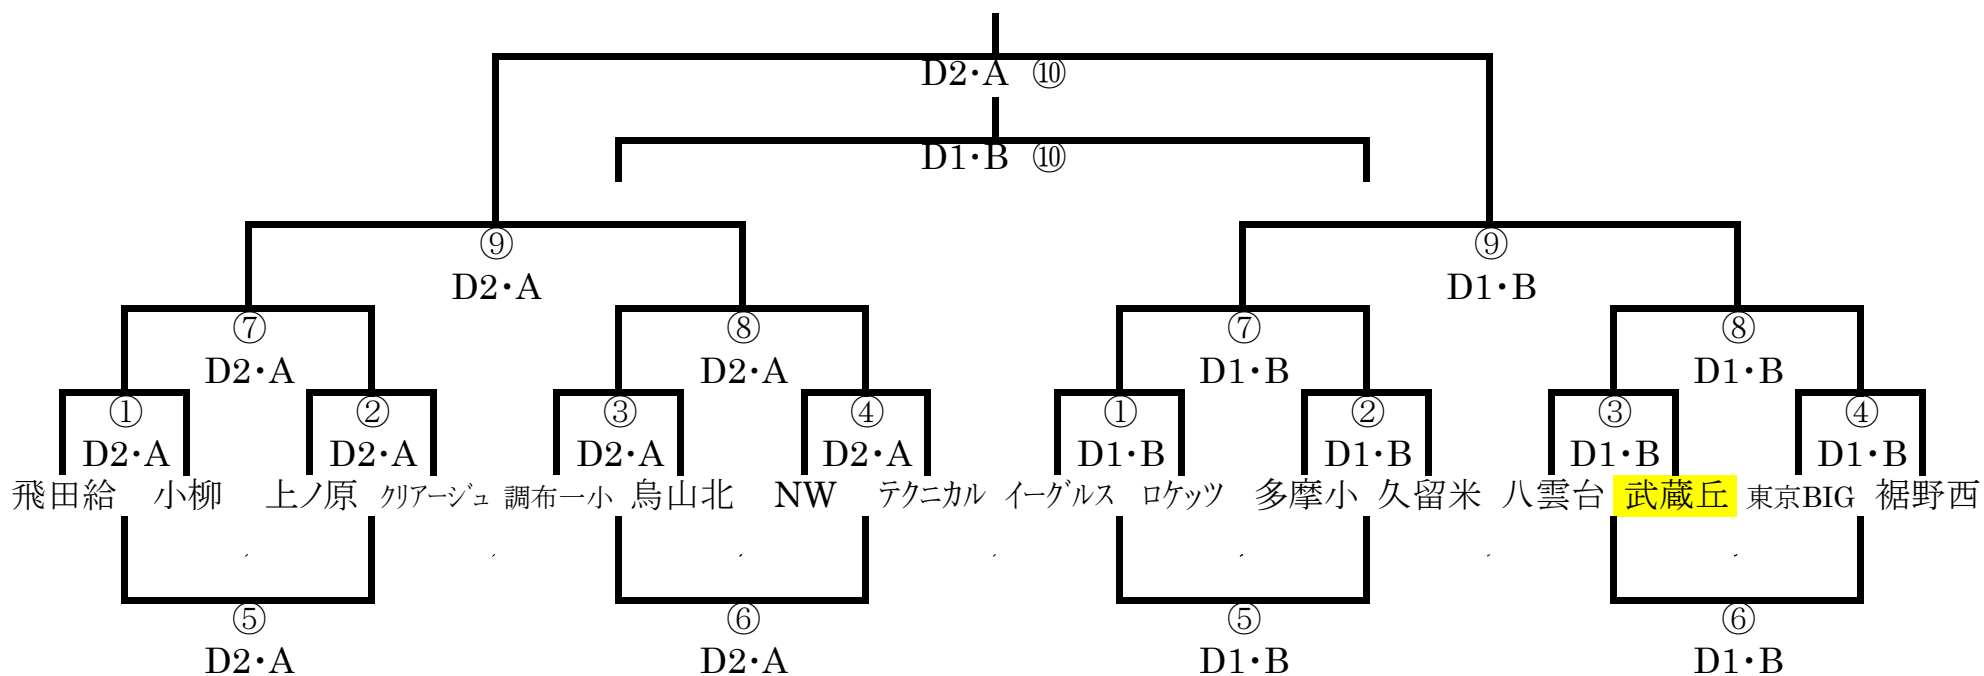 D2・A ⑩
D1・B ⑩
⑨ ⑨
D2・A D1・B
⑦ ⑧ ⑦ ⑧
D2・A D2・A D1・B D1・B
① ② ③ ④ ① ② ③ ④
D2・A D2・A D2・A D2・A D1・B D1・B D1・B D1・B
飛田給 小柳 上ノ原 クリアージュ 調布一小 烏山北 NW テクニカル イーグルス ロケッツ 多摩小 久留米 八雲台 武蔵丘 東京BIG 裾野西
⑤ ⑥ ⑤ ⑥
D2・A D2・A D1・B D1・B